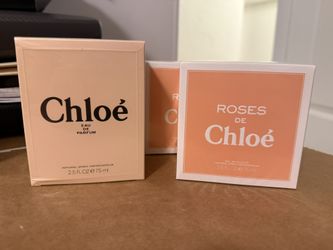 Chloé
EAU
DE
PARFUM
2.5 FL.OZ 75 ml
ROSES
DE
Chloé